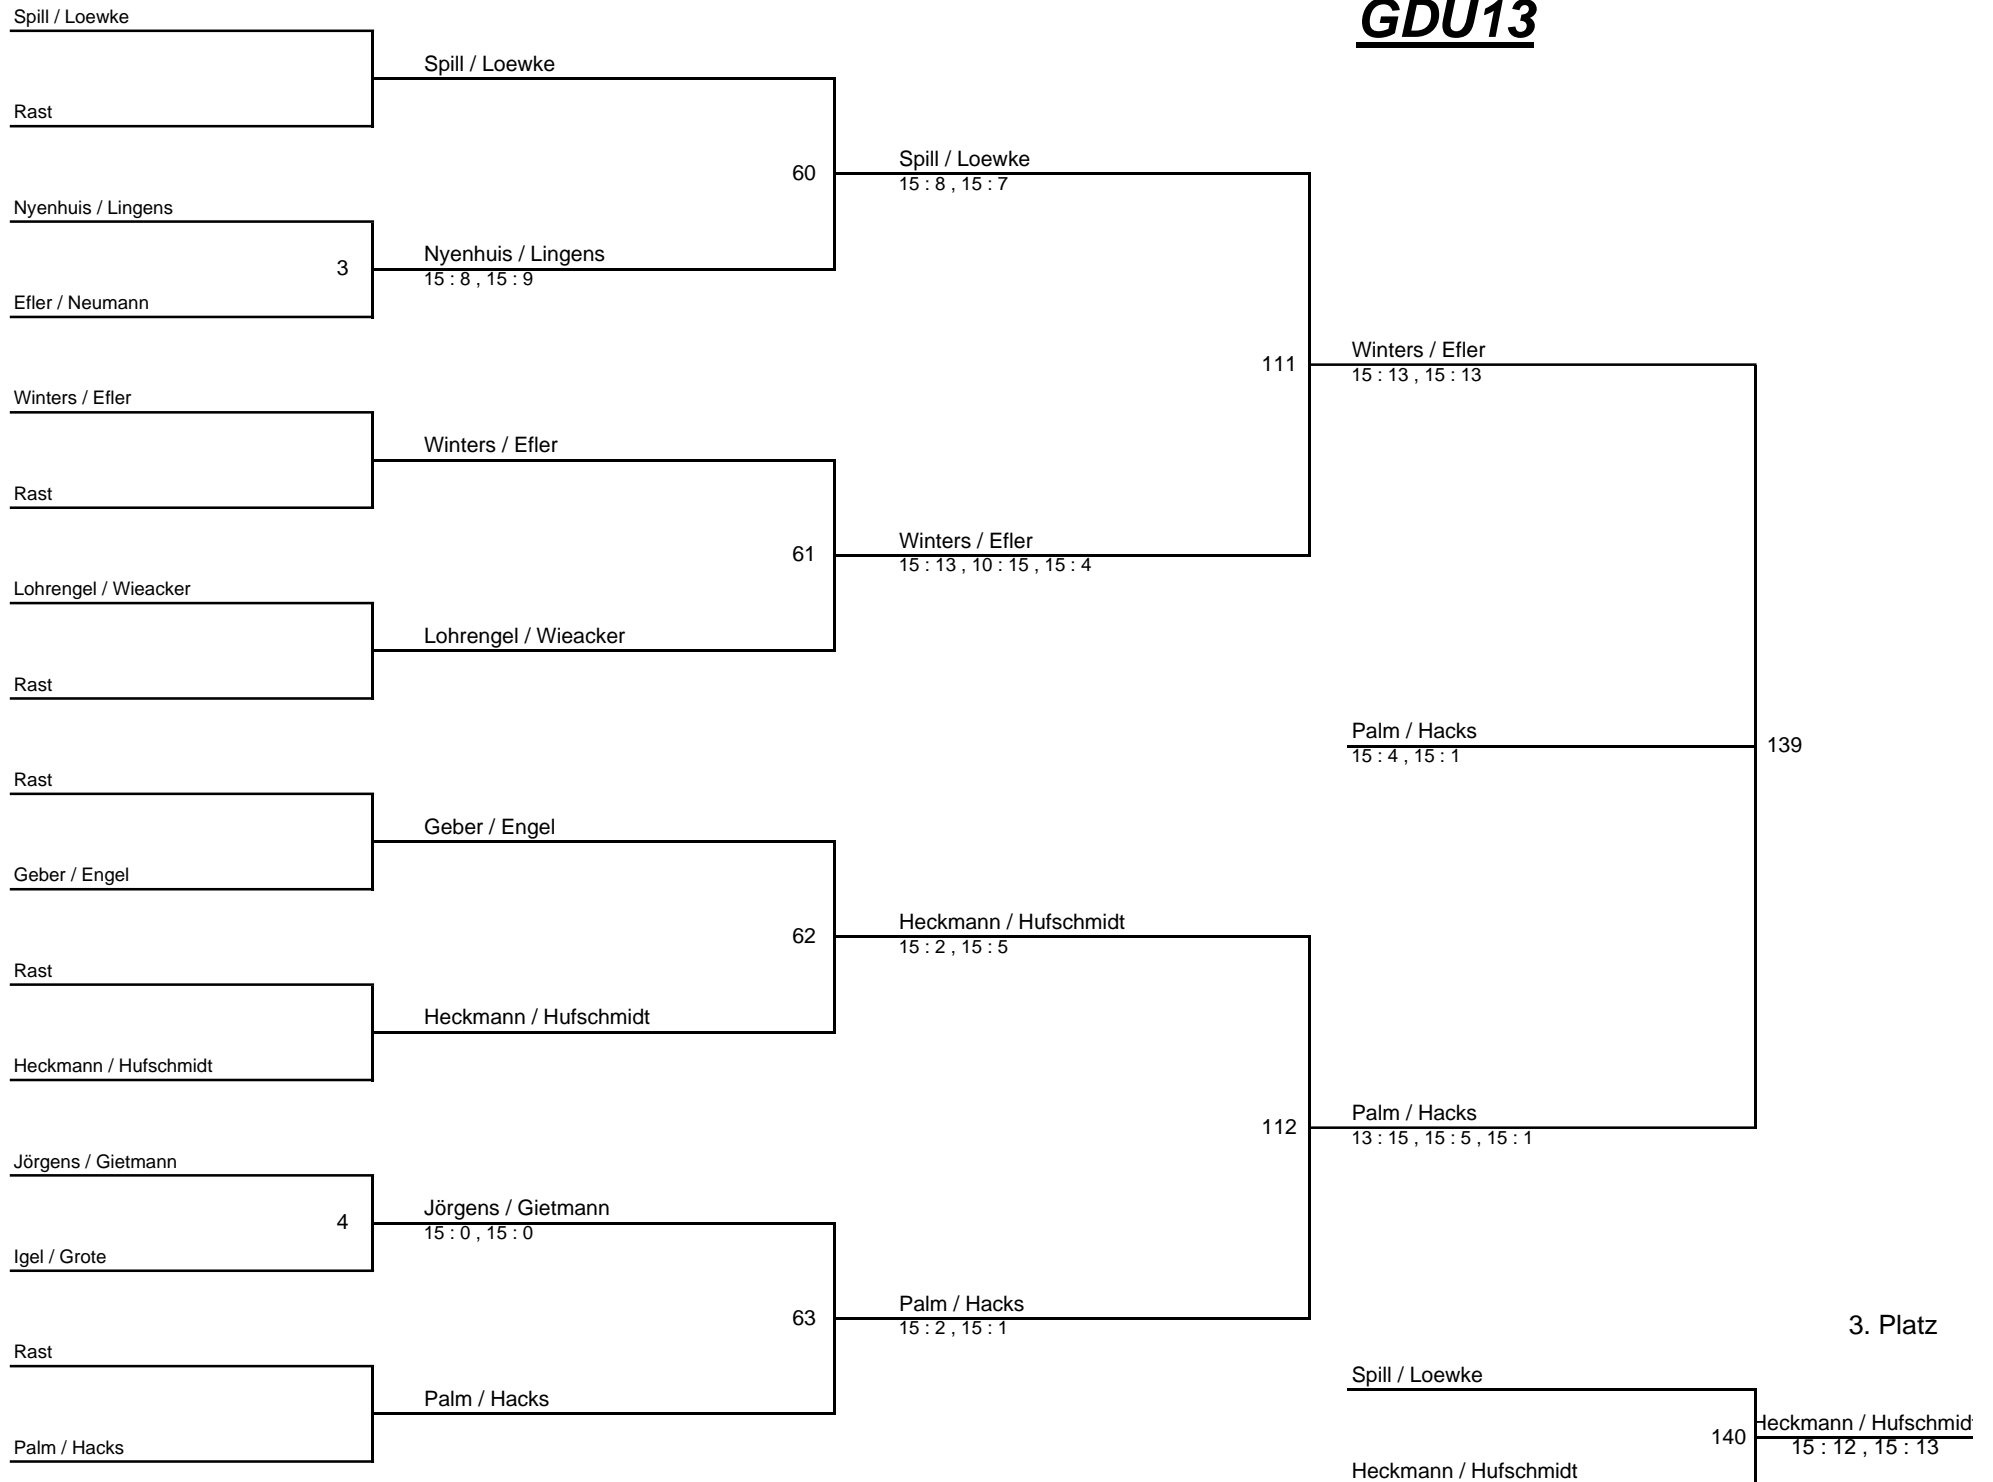 GDU13
Spill / Loewke
Rast
Nyenhuis / Lingens
3
Efler / Neumann
Winters / Efler
Rast
Lohrengel / Wieacker
Rast
Rast
Geber / Engel
Rast
Heckmann / Hufschmidt
Jörgens / Gietmann
4
Igel / Grote
Rast
Palm / Hacks
Spill / Loewke
60
Nyenhuis / Lingens
15 : 8 , 15 : 9
Winters / Efler
61
Lohrengel / Wieacker
Geber / Engel
62
Heckmann / Hufschmidt
Jörgens / Gietmann
15 : 0 , 15 : 0
63
Palm / Hacks
Spill / Loewke
15 : 8 , 15 : 7
111
Winters / Efler
15 : 13 , 10 : 15 , 15 : 4
Heckmann / Hufschmidt
15 : 2 , 15 : 5
112
Palm / Hacks
15 : 2 , 15 : 1
Winters / Efler
15 : 13 , 15 : 13
Palm / Hacks
15 : 4 , 15 : 1
139
Palm / Hacks
13 : 15 , 15 : 5 , 15 : 1
3. Platz
Spill / Loewke
140
Heckmann / Hufschmid
15 : 12 , 15 : 13
Heckmann / Hufschmidt